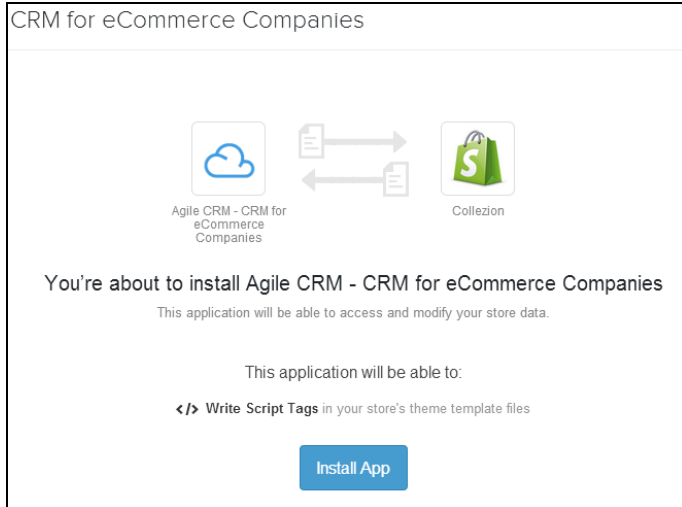 CRM for eCommerce Companies
S
Agile CRM - CRM for
eCommerce
Companies
Collezion
You're about to install Agile CRM - CRM for eCommerce Companies
This application will be able to access and modify your store data.
This application will be able to:
</> Write Script Tags in your store's theme template files
Install App